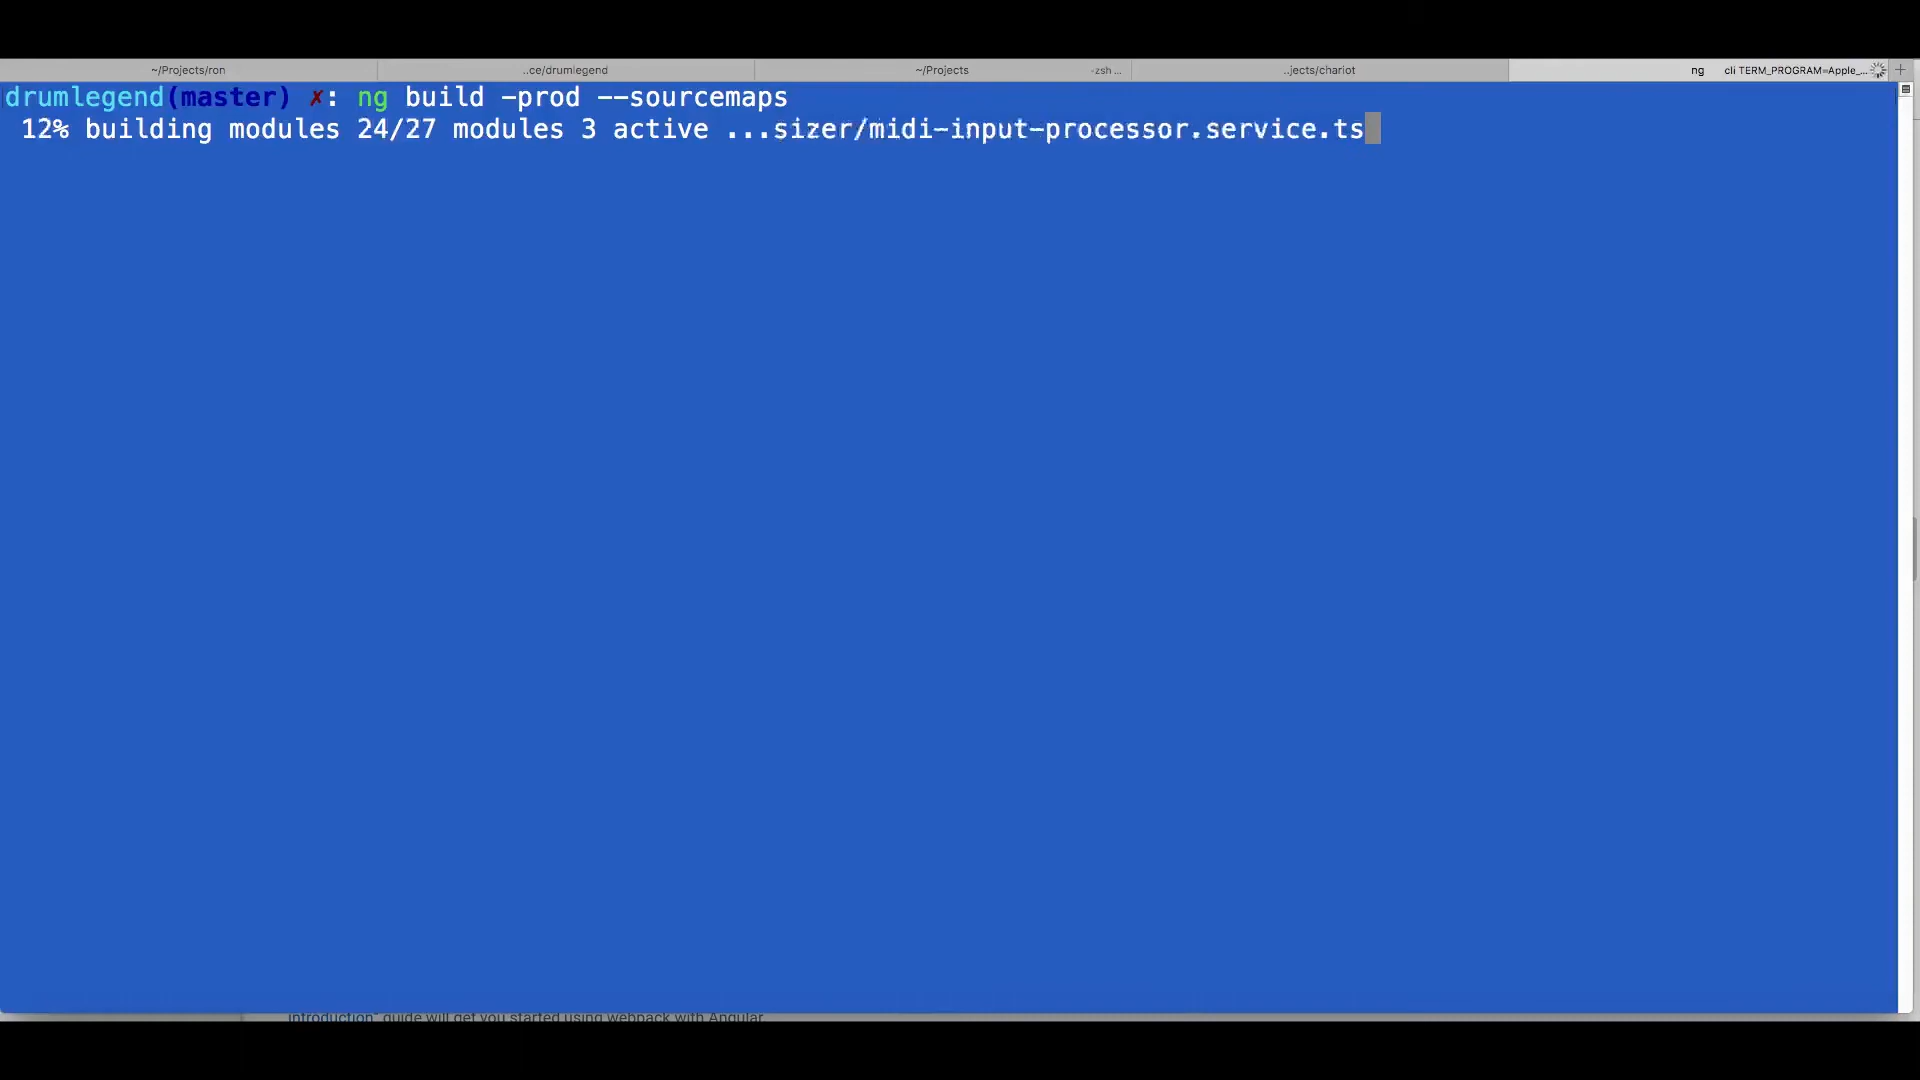 ~/Projects/ron
..ce/drumlegend
~/Projects
-zsh ...
..jects/chariot
ng cli TERM_PROGRAM=Apple_...
drumlegend(master) ✗: ng build -prod --sourcemaps
12% building modules 24/27 modules 3 active ...sizer/midi-input-processor.service.ts
Introduction" guide will get you started using webpack with Angular